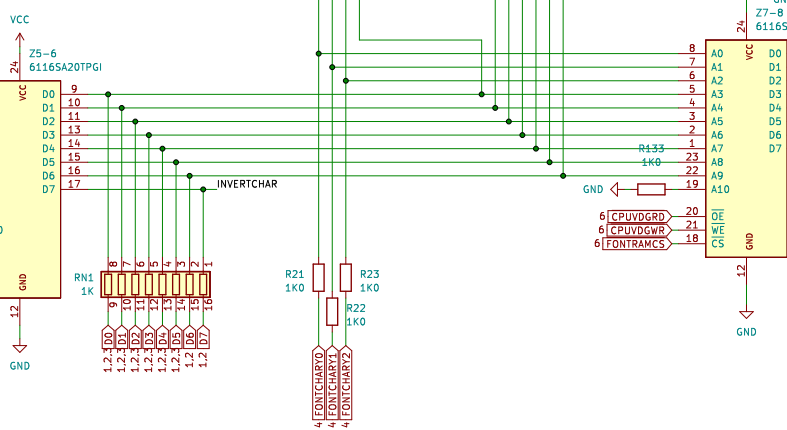 VCC
Z5-6
6116SA20TPGI
24
VCC
D0 9
D1 10
D2 11
D3 13
D4 14
D5 15
D6 16
D7 17
INVERTCHAR
GND
12
GND
RN1
1K
8 7 6 5 4 3 2 1
9 10 11 12 13 14 15 16
D0 D1 D2 D3 D4 D5 D6 D7
1,2,3 1,2,3 1,2,3 1,2,3 1,2,3 1,2,3 1,2 1,2
R21
1K0
R22
1K0
R23
1K0
FONTCHARY0
4
FONTCHARY1
4
FONTCHARY2
4
Z7-8
24
VCC
8 A0 D0
7 A1 D1
6 A2 D2
5 A3 D3
4 A4 D4
3 A5 D5
2 A6 D6
1 A7 D7
23 A8
22 A9
19 A10
R133
1K0
GND
6 CPUVDGRD 20 OE
6 CPUVDGWR 21 WE
6 FONTRAMCS 18 CS
GND
12
GND